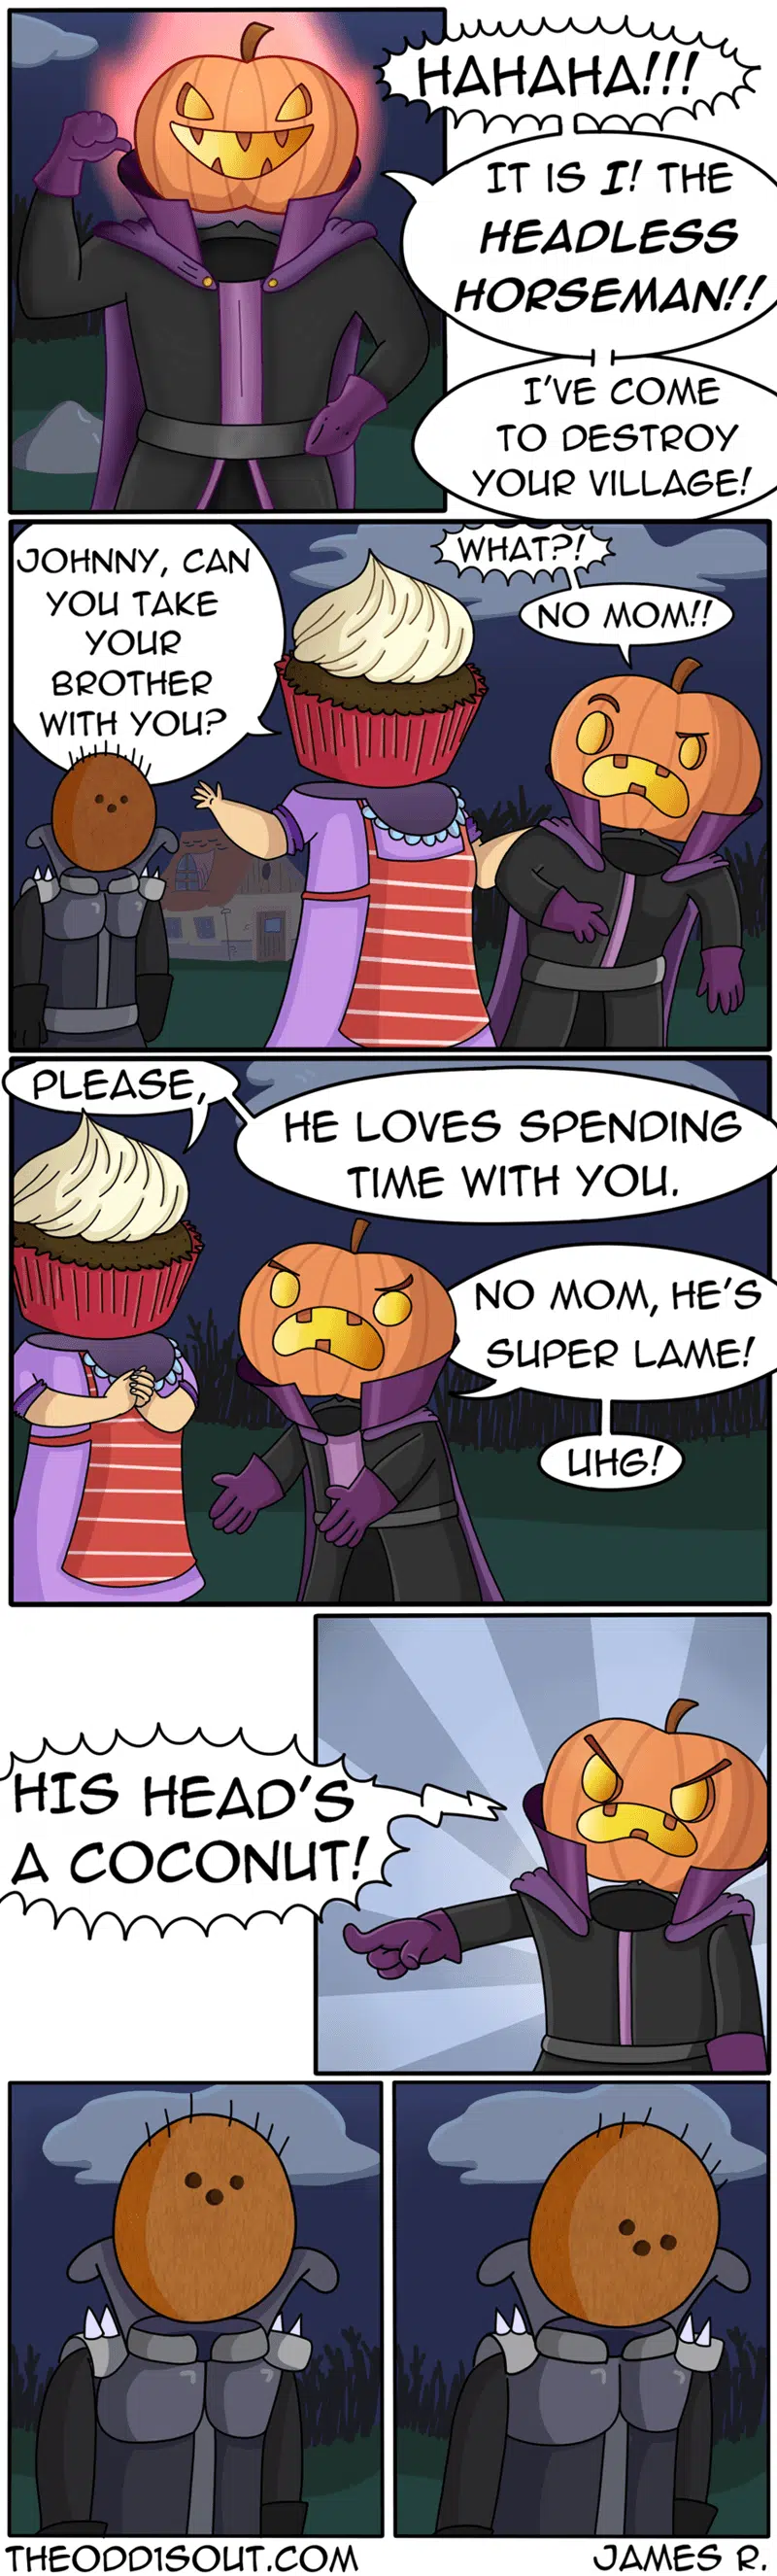 HAHAHA!!!
IT IS I! THE
HEADLESS
HORSEMAN!!
I'VE COME
TO DESTROY
YOUR VILLAGE!
JOHNNY, CAN
YOU TAKE
YOUR
BROTHER
WITH YOU?
WHAT?!
NO MOM!!
PLEASE,
HE LOVES SPENDING
TIME WITH YOU.
NO MOM, HE'S
SUPER LAME!
UHG!
HIS HEAD'S
A COCONUT!
THEODD1SOUT.COM
JAMES R.